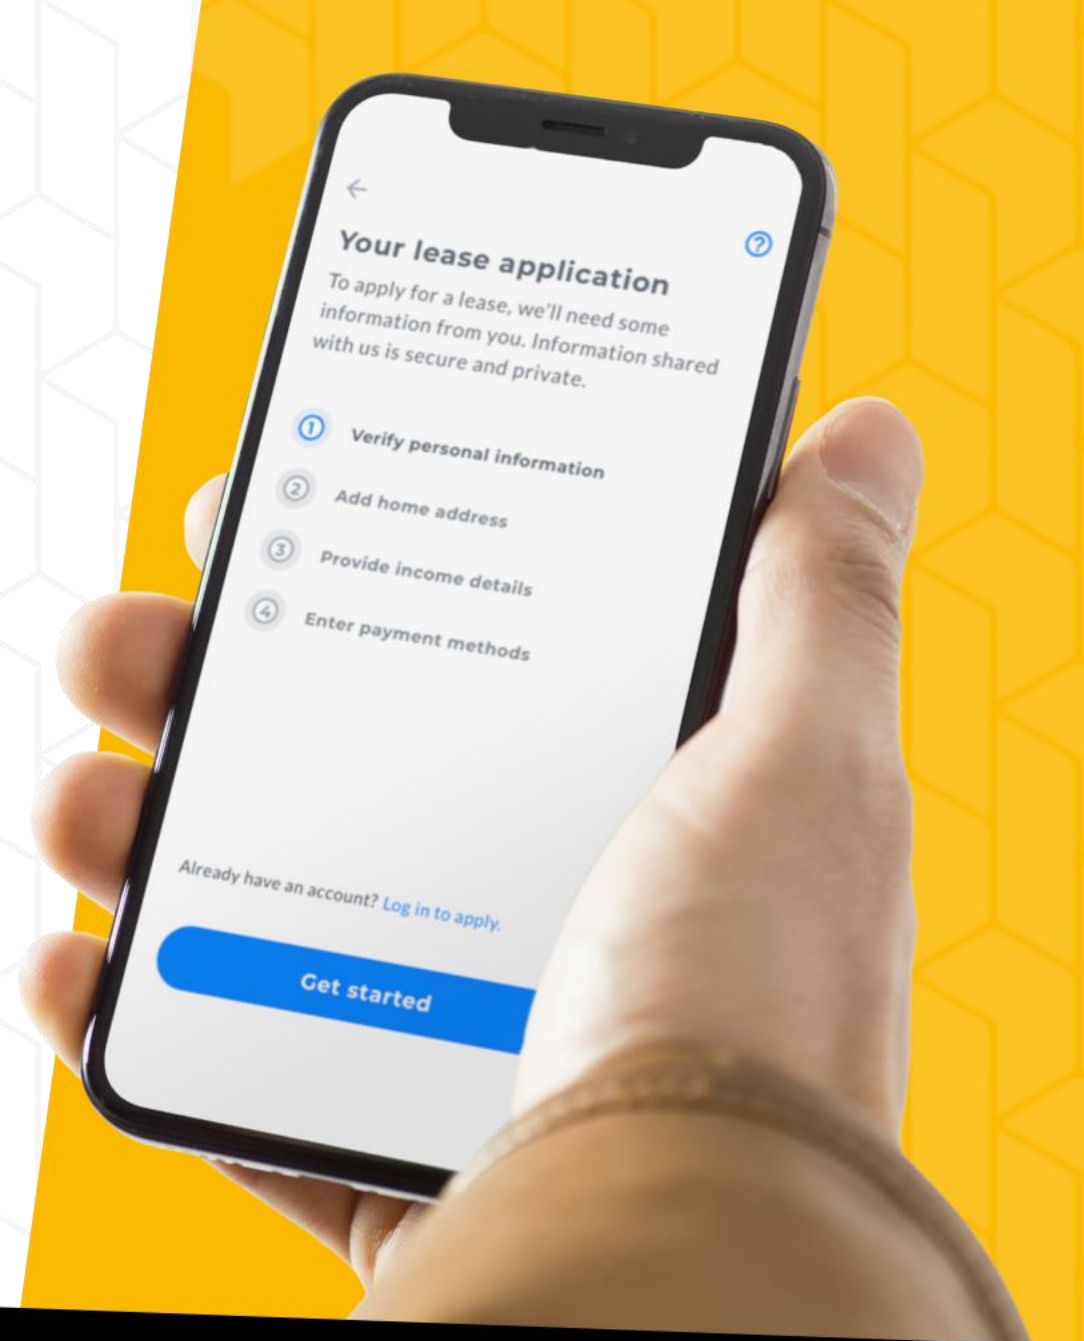 Your lease application
To apply for a lease, we'll need some
information from you. Information shared
with us is secure and private.
1 Verify personal information
2 Add home address
3 Provide income details
4 Enter payment methods
Already have an account? Log in to apply.
Get started